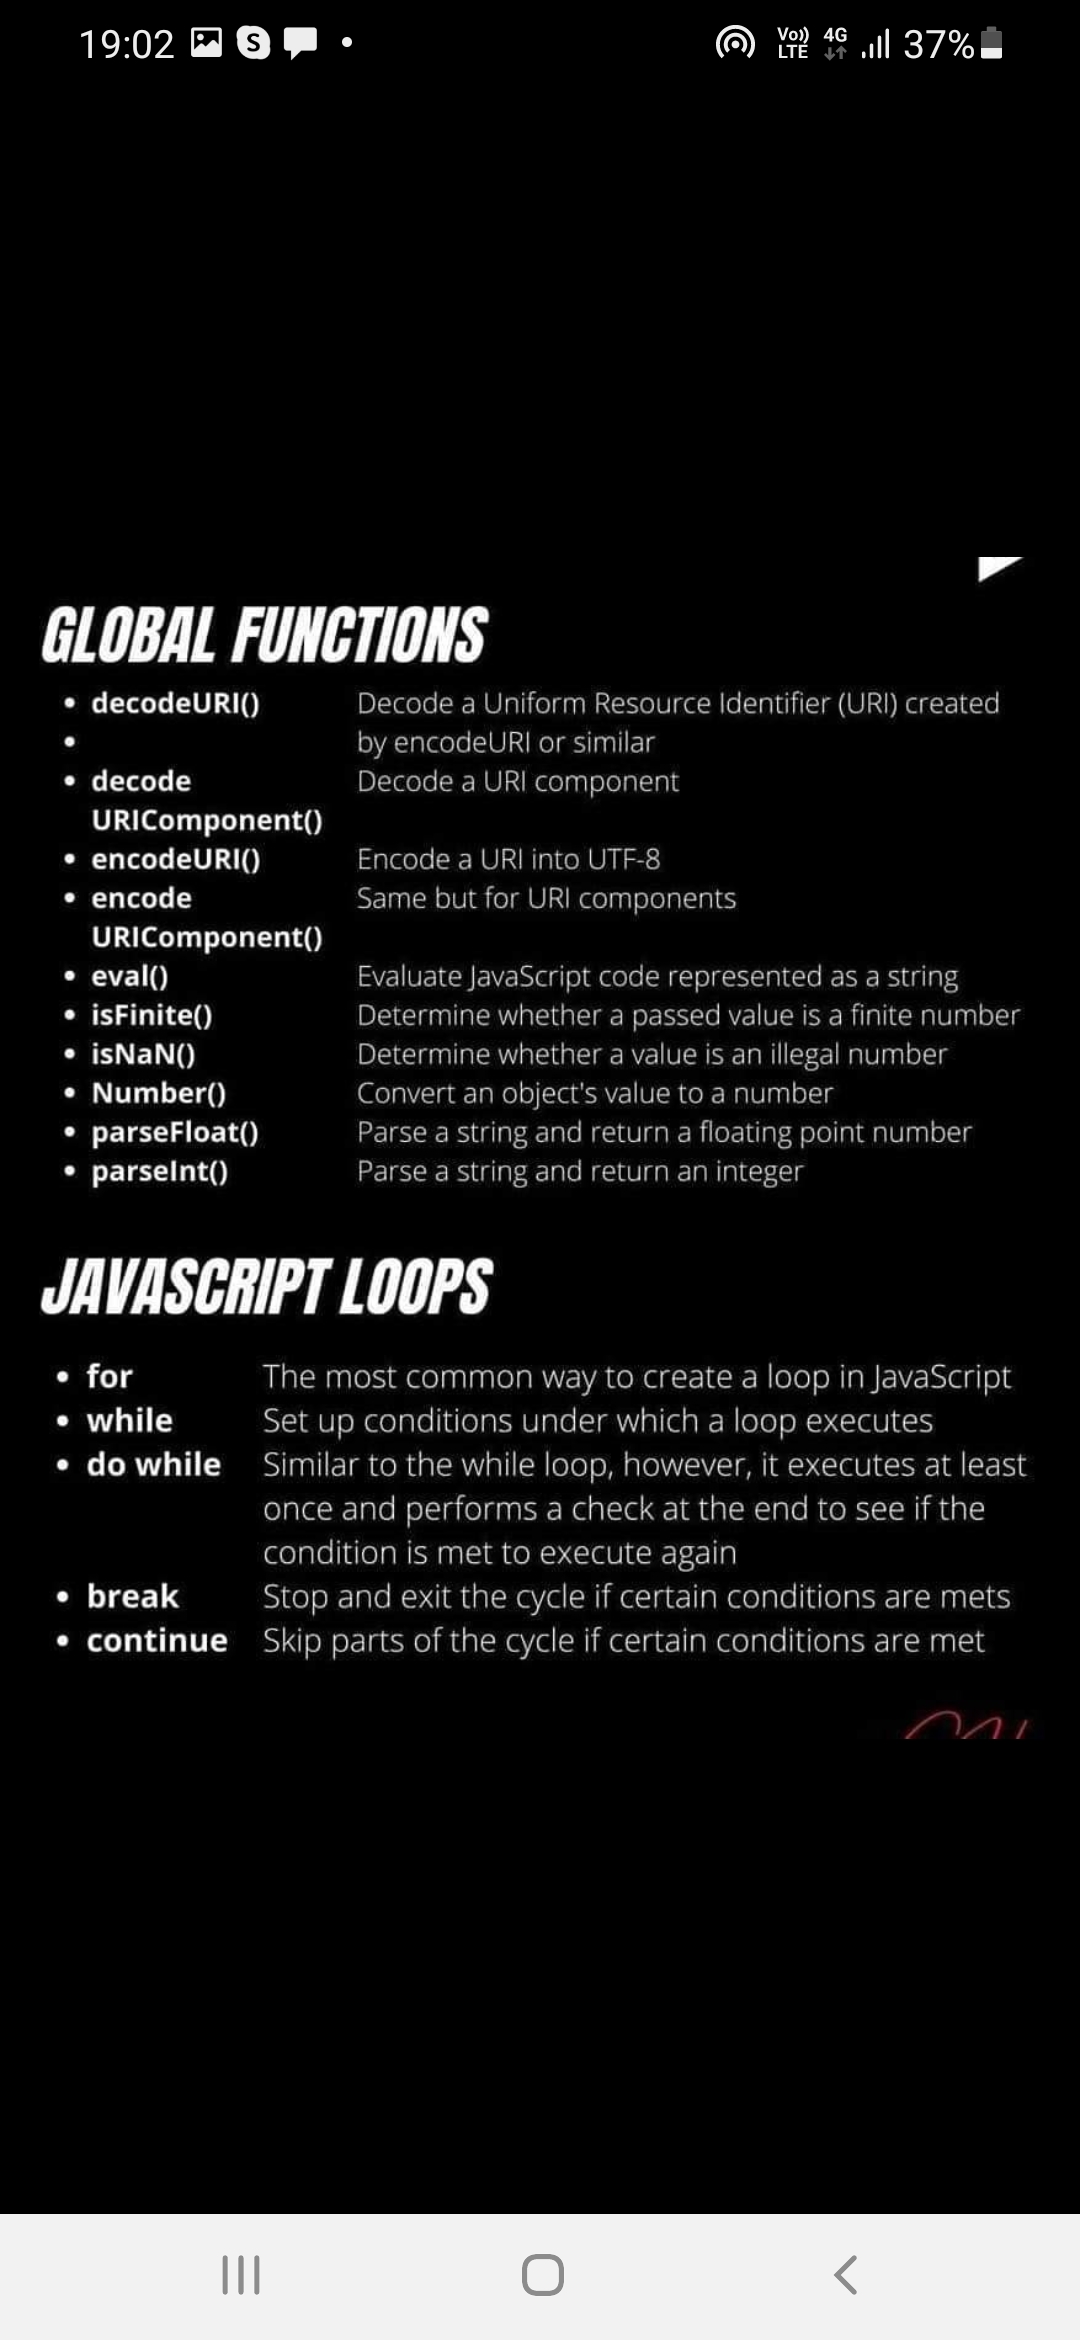 19:02 Vo)) LTE 4G 37%
GLOBAL FUNCTIONS
• decodeURI() Decode a Uniform Resource Identifier (URI) created
• by encodeURI or similar
• decode Decode a URI component
URIComponent()
• encodeURI() Encode a URI into UTF-8
• encode Same but for URI components
URIComponent()
• eval() Evaluate JavaScript code represented as a string
• isFinite() Determine whether a passed value is a finite number
• isNaN() Determine whether a value is an illegal number
• Number() Convert an object's value to a number
• parseFloat() Parse a string and return a floating point number
• parseInt() Parse a string and return an integer
JAVASCRIPT LOOPS
• for The most common way to create a loop in JavaScript
• while Set up conditions under which a loop executes
• do while Similar to the while loop, however, it executes at least
once and performs a check at the end to see if the
condition is met to execute again
• break Stop and exit the cycle if certain conditions are mets
• continue Skip parts of the cycle if certain conditions are met